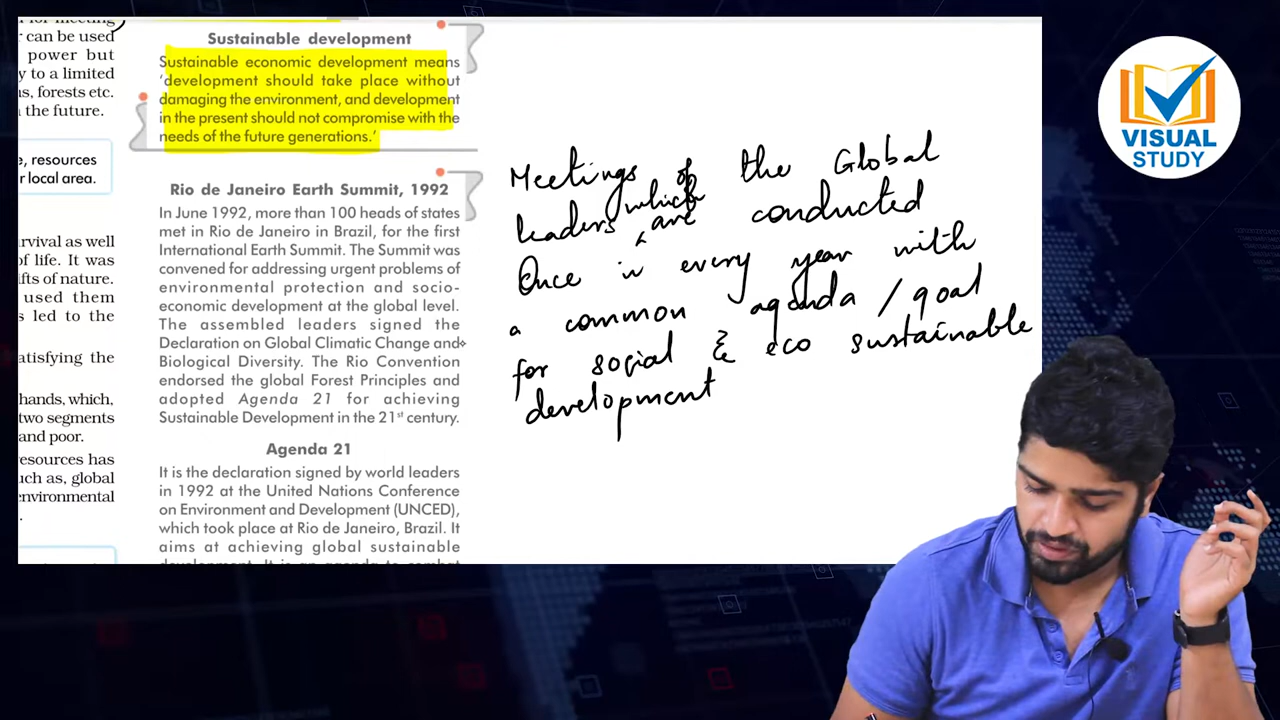 can be used
power but
y to a limited
s, forests etc.
the future.
e, resources
r local area.
rvival as well
of life. It was
ifts of nature.
used them
s led to the
atisfying the
hands, which,
two segments
and poor.
esources has
uch as, global
environmental
Sustainable development
Sustainable economic development means
‘development should take place without
damaging the environment, and development
in the present should not compromise with the
needs of the future generations.’
Rio de Janeiro Earth Summit, 1992
In June 1992, more than 100 heads of states
met in Rio de Janeiro in Brazil, for the first
International Earth Summit. The Summit was
convened for addressing urgent problems of
environmental protection and socio-
economic development at the global level.
The assembled leaders signed the
Declaration on Global Climatic Change and
Biological Diversity. The Rio Convention
endorsed the global Forest Principles and
adopted Agenda 21 for achieving
Sustainable Development in the 21st century.
Agenda 21
It is the declaration signed by world leaders
in 1992 at the United Nations Conference
on Environment and Development (UNCED),
which took place at Rio de Janeiro, Brazil. It
aims at achieving global sustainable
Meetings of the Global
leaders which are conducted
Once in every year with
a common agenda / goal
for social & eco sustainable
development
VISUAL
STUDY